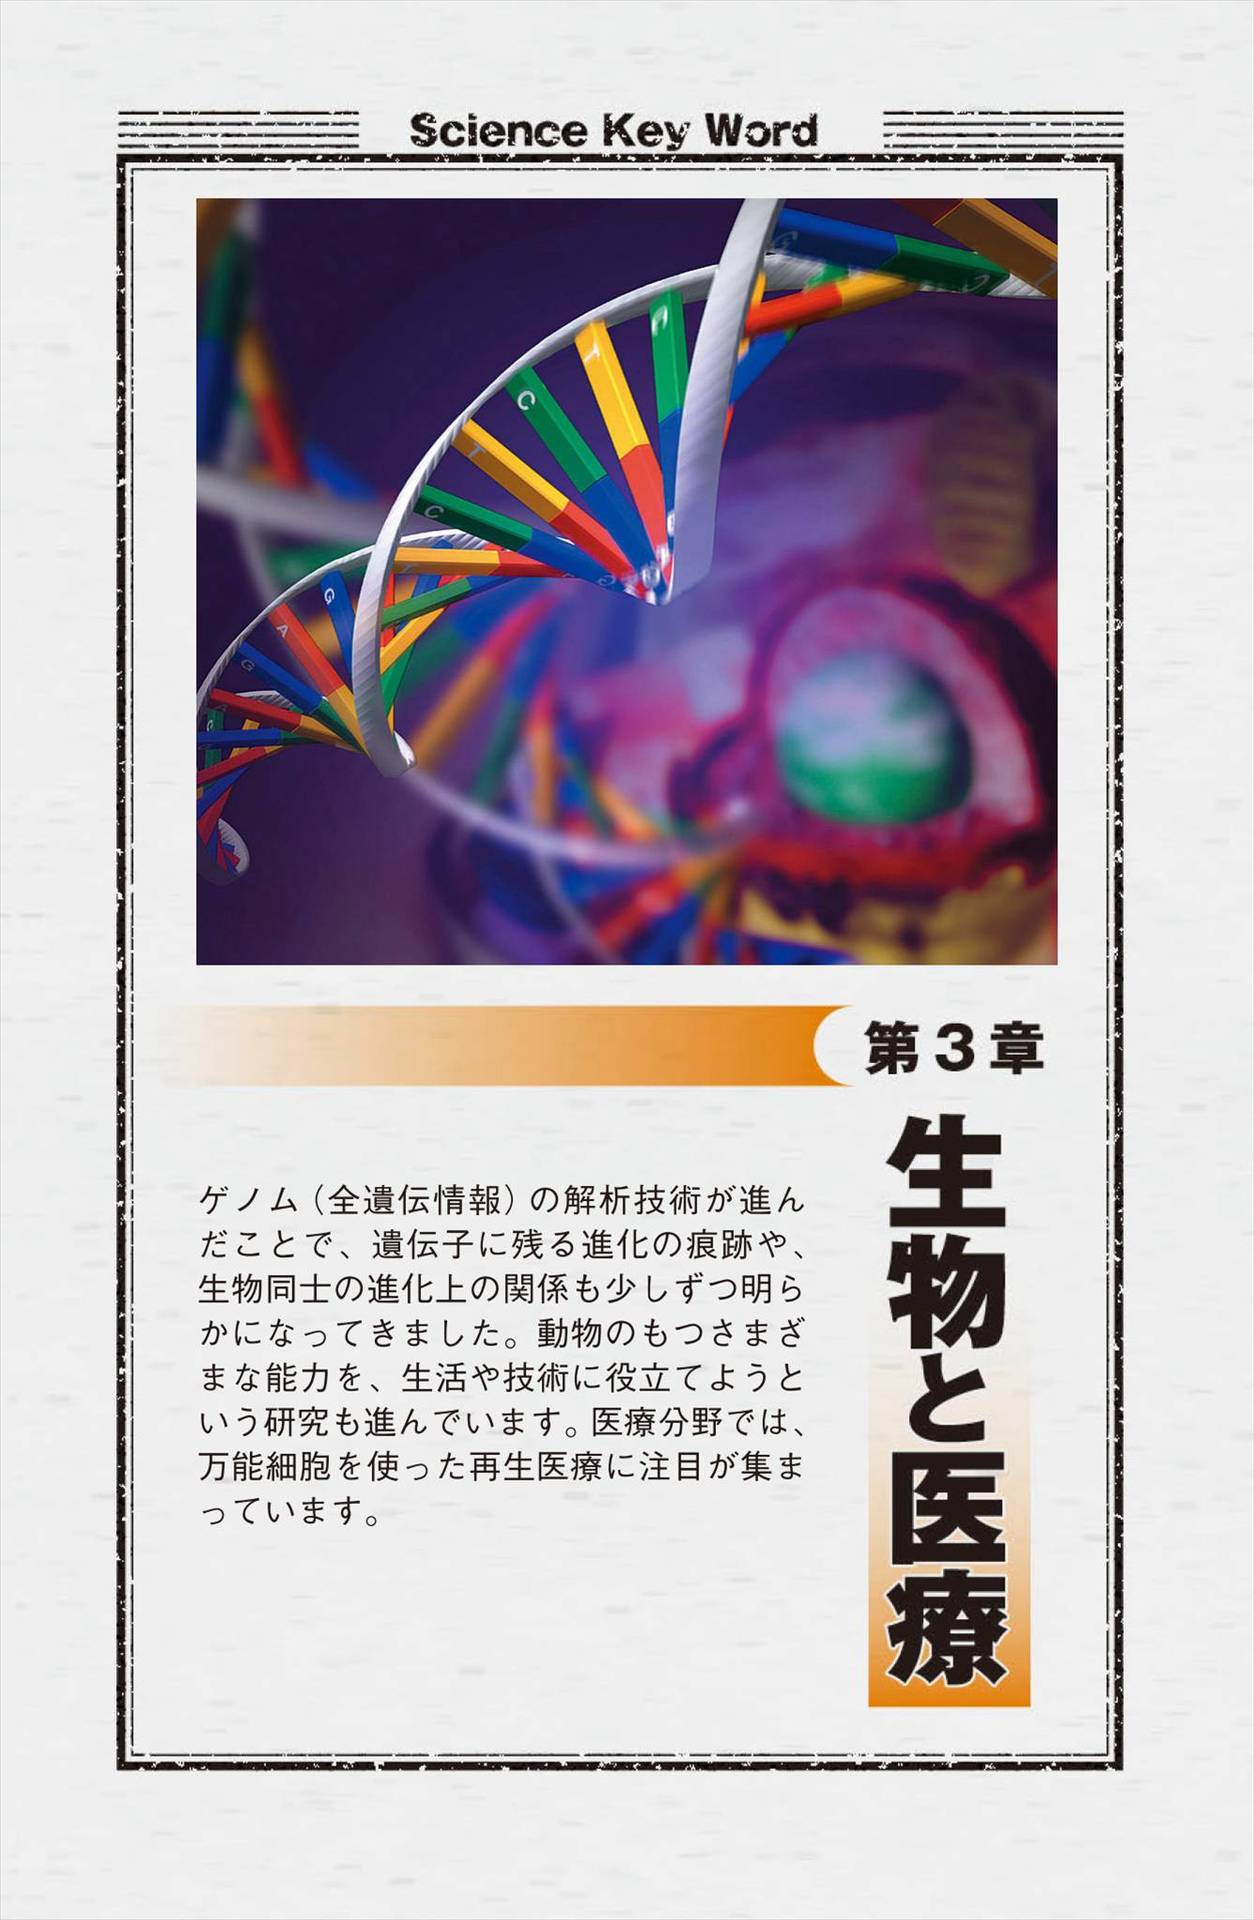 Science Key Word
第3章
生物と医療
ゲノム（全遺伝情報）の解析技術が進ん
だことで、遺伝子に残る進化の痕跡や、
生物同士の進化上の関係も少しずつ明ら
かになってきました。動物のもつさまざ
まな能力を、生活や技術に役立てようと
いう研究も進んでいます。医療分野では、
万能細胞を使った再生医療に注目が集ま
っています。